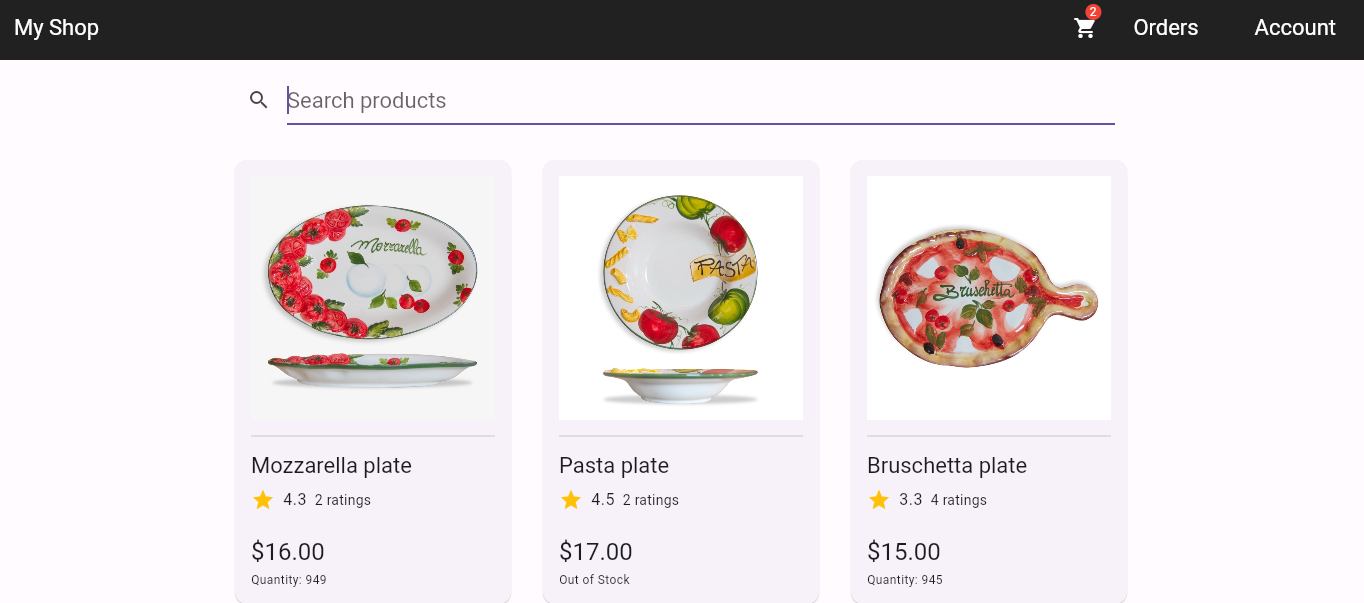 My Shop
2
Orders
Account
Search products
Mozzarella
PASTA
Bruschetta
Mozzarella plate
Pasta plate
Bruschetta plate
4.3 2 ratings
4.5 2 ratings
3.3 4 ratings
$16.00
$17.00
$15.00
Quantity: 949
Out of Stock
Quantity: 945